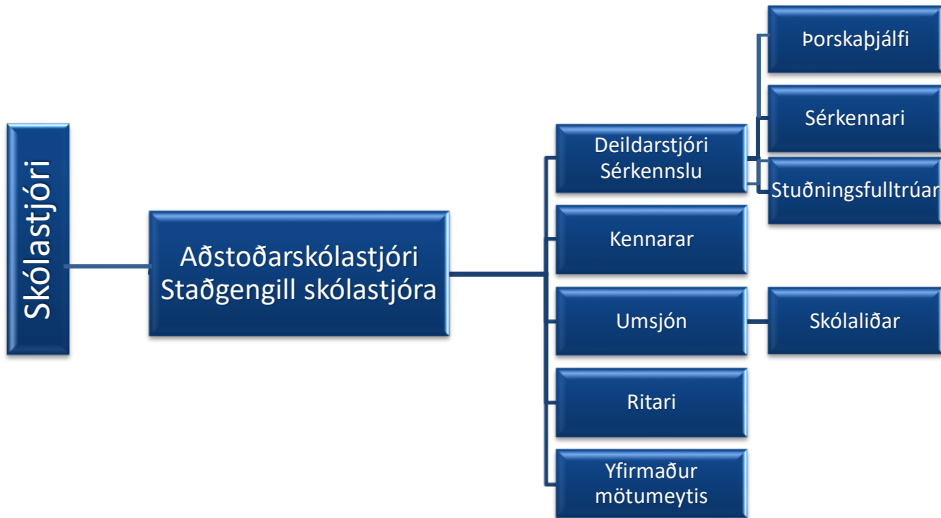 Skólastjóri
Aðstoðarskólastjóri
Staðgengill skólastjóra
Deildarstjóri
Sérkennslu
Þorskaþjálfi
Sérkennari
Stuðningsfulltrúar
Kennarar
Umsjón
Skólaliðar
Ritari
Yfirmaður
mötumeytis